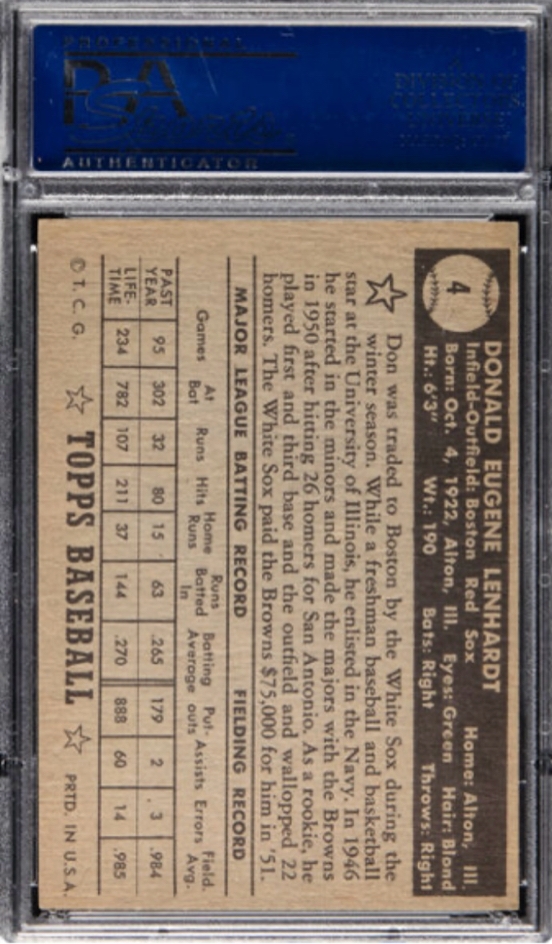 PROFESSIONAL
PSA
AUTHENTICATOR
A
DIVISION OF
COLLECTORS
4
DONALD EUGENE LENHARDT
Infield-Outfield: Boston Red Sox Home: Alton, Ill.
Born: Oct. 4, 1922, Alton, Ill. Eyes: Green Hair: Blond
Ht.: 6'3" Wt.: 190 Bats: Right Throws: Right
Don was traded to Boston by the White Sox during the
winter season. While a freshman baseball and basketball
star at the University of Illinois, he enlisted in the Navy. In 1946
he started in the minors and made the majors with the Browns
in 1950 after hitting 26 homers for San Antonio. As a rookie, he
played first and third base and the outfield and walloped 22
homers. The White Sox paid the Browns $75,000 for him in '51.
MAJOR LEAGUE BATTING RECORD FIELDING RECORD
Games At Bat Runs Hits Home Runs Runs Batted In Batting Average Put-outs Assists Errors Field. Avg.
PAST YEAR 95 302 32 80 15 63 .265 179 2 3 .984
LIFE-TIME 234 782 107 211 37 144 .270 888 60 14 .985
© T. C. G. ☆ TOPPS BASEBALL ☆ PRTD. IN U.S.A.